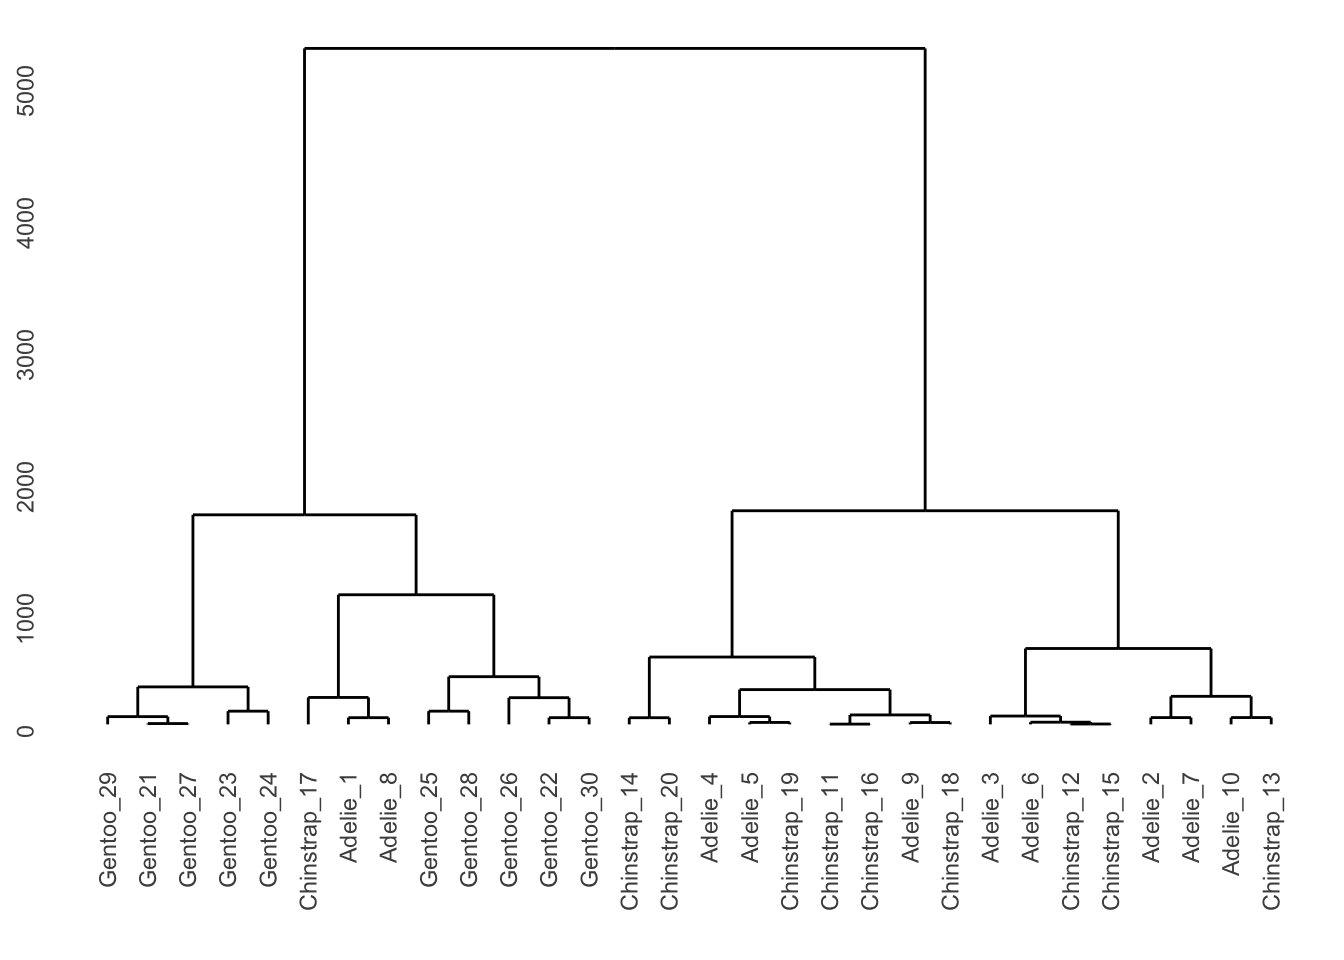 5000
4000
3000
2000
1000
0
Gentoo_29
Gentoo_21
Gentoo_27
Gentoo_23
Gentoo_24
Chinstrap_17
Adelie_1
Adelie_8
Gentoo_25
Gentoo_28
Gentoo_26
Gentoo_22
Gentoo_30
Chinstrap_14
Chinstrap_20
Adelie_4
Adelie_5
Chinstrap_19
Chinstrap_11
Chinstrap_16
Adelie_9
Chinstrap_18
Adelie_3
Adelie_6
Chinstrap_12
Chinstrap_15
Adelie_2
Adelie_7
Adelie_10
Chinstrap_13